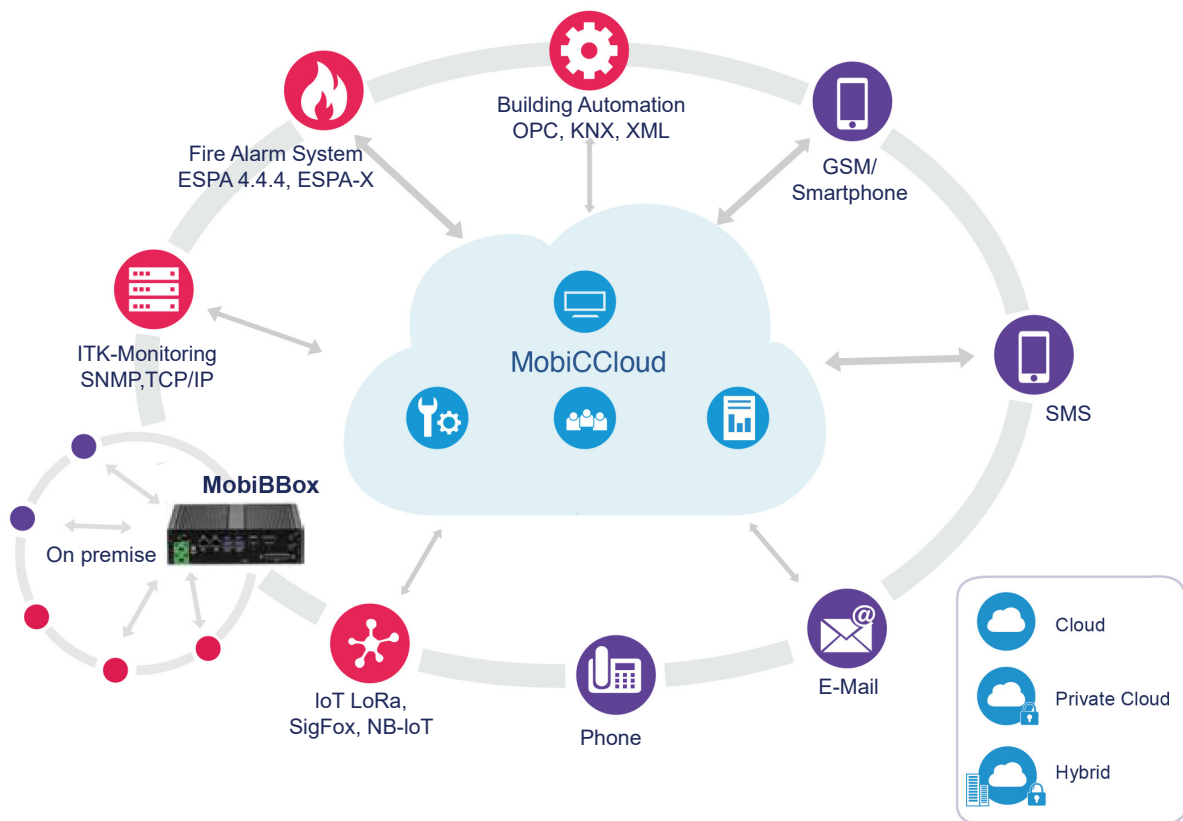 Building Automation
OPC, KNX, XML
Fire Alarm System
ESPA 4.4.4, ESPA-X
GSM/
Smartphone
ITK-Monitoring
SNMP,TCP/IP
MobiCCloud
SMS
MobiBBox
On premise
IoT LoRa,
SigFox, NB-IoT
Phone
@
E-Mail
Cloud
Private Cloud
Hybrid